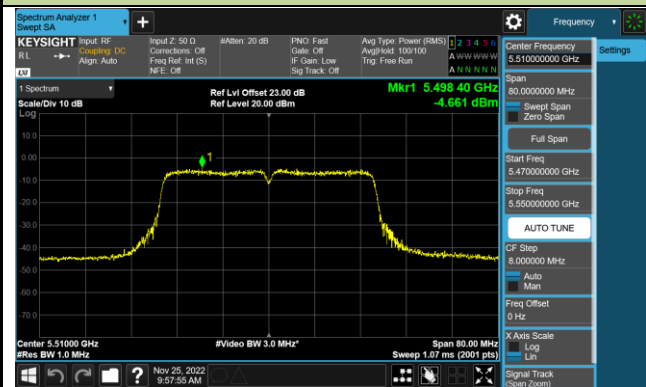 Spectrum Analyzer 1
Swept SA
Frequency
KEYSIGHT
Input: RF
Coupling: DC
Align: Auto
Input Z: 50 Ω
Corrections: Off
Freq Ref: Int (S)
NFE: Off
#Atten: 20 dB
PNO: Fast
Gate: Off
IF Gain: Low
Sig Track: Off
Avg Type: Power (RMS)
Avg|Hold: 100/100
Trig: Free Run
1 2 3 4 5 6
A W W W W W
A N N N N N
RL
LXI
1 Spectrum
Scale/Div 10 dB
Log
Ref Lvl Offset 23.00 dB
Ref Level 20.00 dBm
Mkr1 5.498 40 GHz
-4.661 dBm
1
10.0
0.00
-10.0
-20.0
-30.0
-40.0
-50.0
-60.0
-70.0
Center 5.51000 GHz
#Res BW 1.0 MHz
#Video BW 3.0 MHz*
Span 80.00 MHz
Sweep 1.07 ms (2001 pts)
Nov 25, 2022
9:57:55 AM
Center Frequency
5.510000000 GHz
Span
80.0000000 MHz
Swept Span
Zero Span
Full Span
Start Freq
5.470000000 GHz
Stop Freq
5.550000000 GHz
AUTO TUNE
CF Step
8.000000 MHz
Auto
Man
Freq Offset
0 Hz
X Axis Scale
Log
Lin
Signal Track
(Span Zoom)
Settings